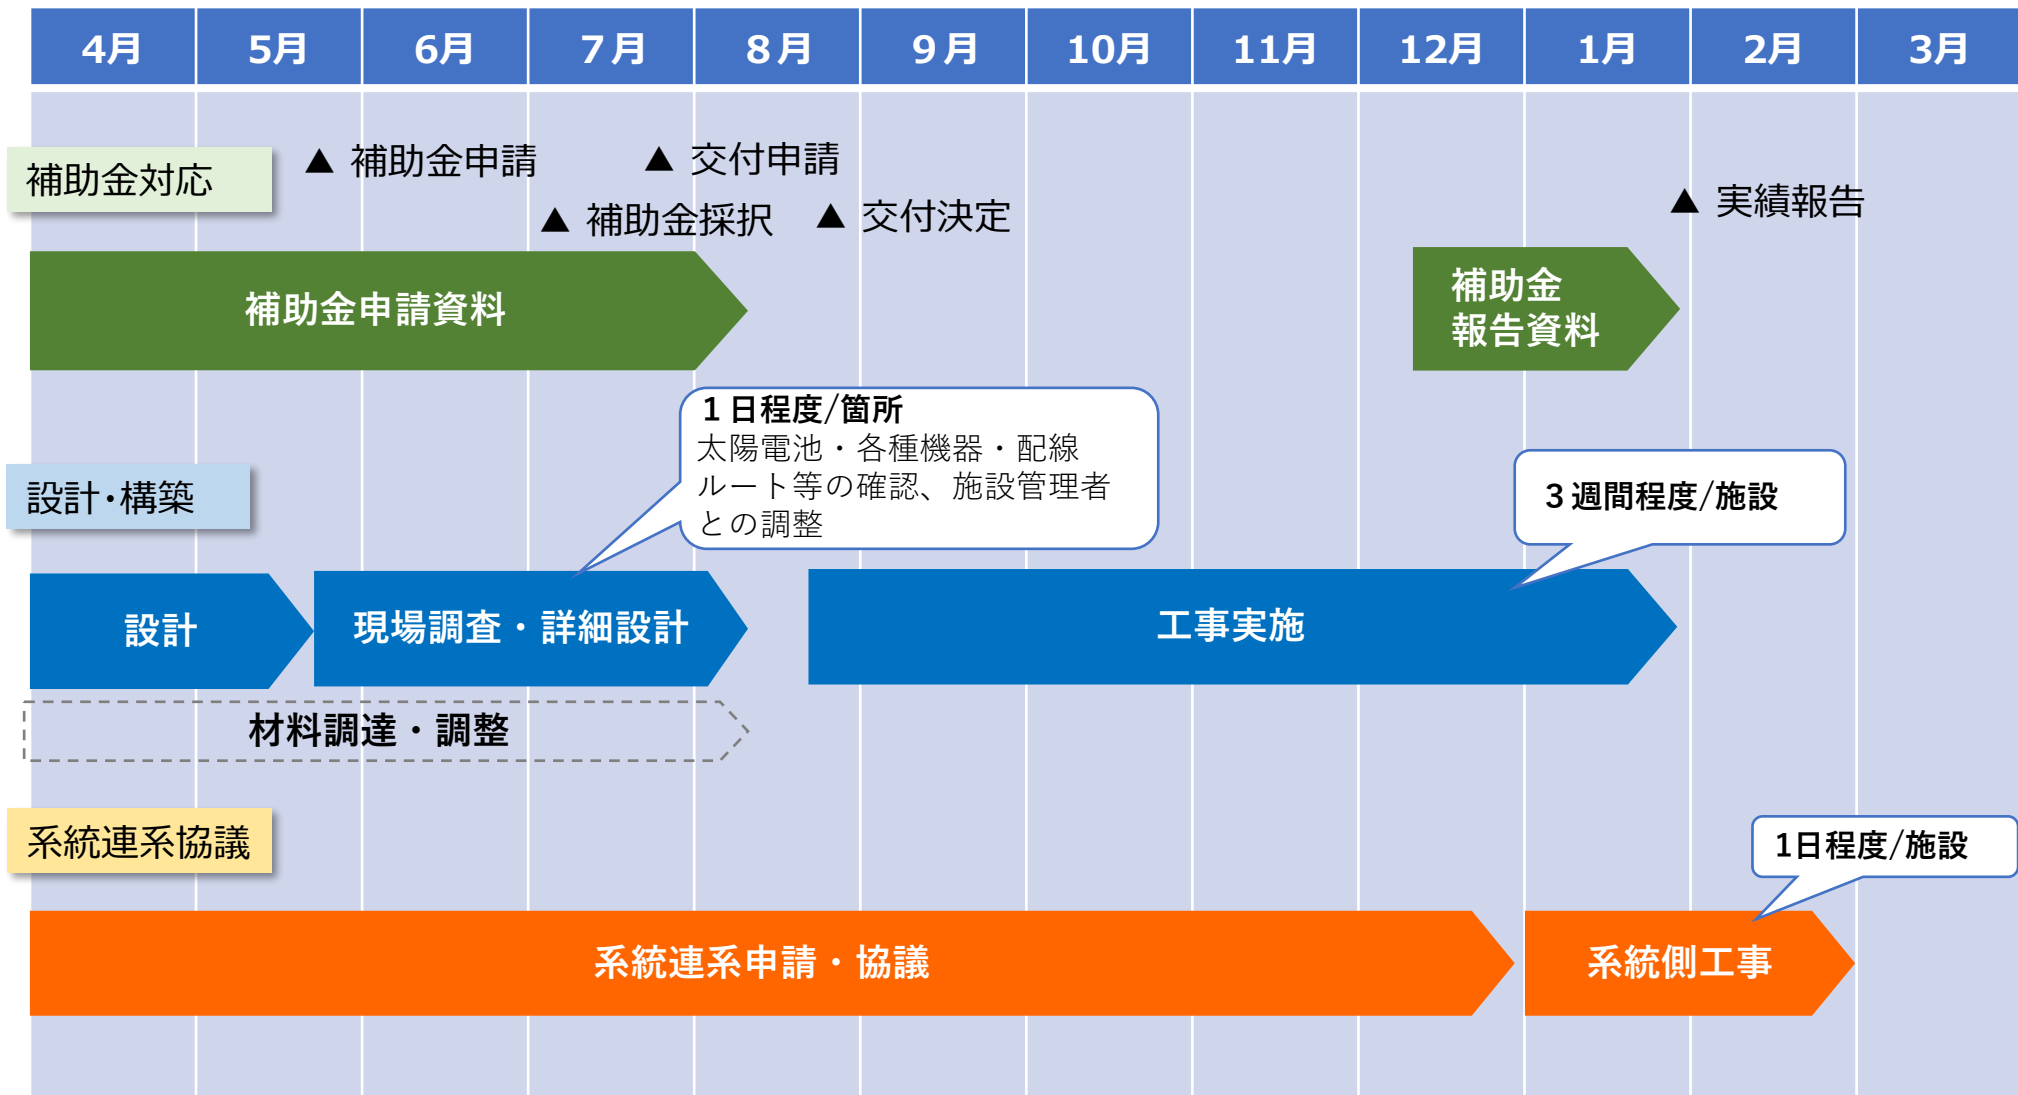 4月 5月 6月 7月 8月 9月 10月 11月 12月 1月 2月 3月
補助金対応
▲ 補助金申請
▲ 交付申請
▲ 補助金採択
▲ 交付決定
▲ 実績報告
補助金申請資料
補助金
報告資料
1日程度/箇所
太陽電池・各種機器・配線
ルート等の確認、施設管理者
との調整
設計・構築
3週間程度/施設
設計
現場調査・詳細設計
工事実施
材料調達・調整
系統連系協議
1日程度/施設
系統連系申請・協議
系統側工事